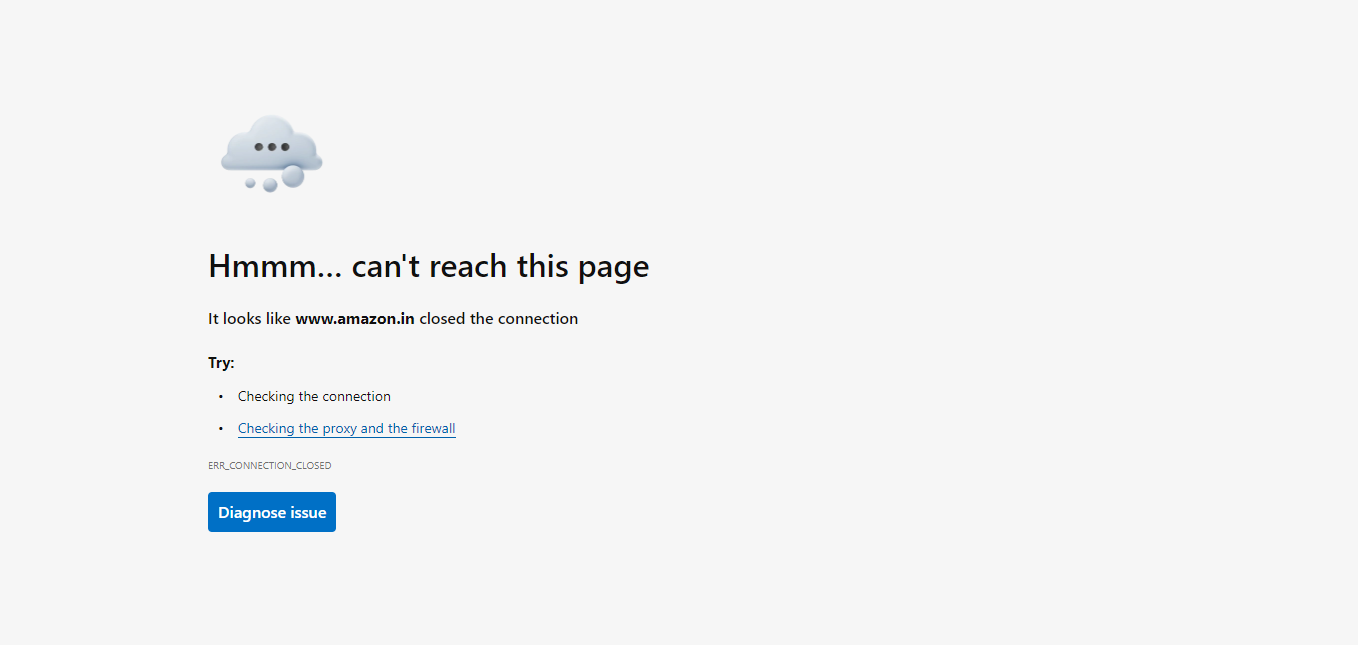 Hmmm... can't reach this page
It looks like www.amazon.in closed the connection
Try:
• Checking the connection
• Checking the proxy and the firewall
ERR_CONNECTION_CLOSED
Diagnose issue